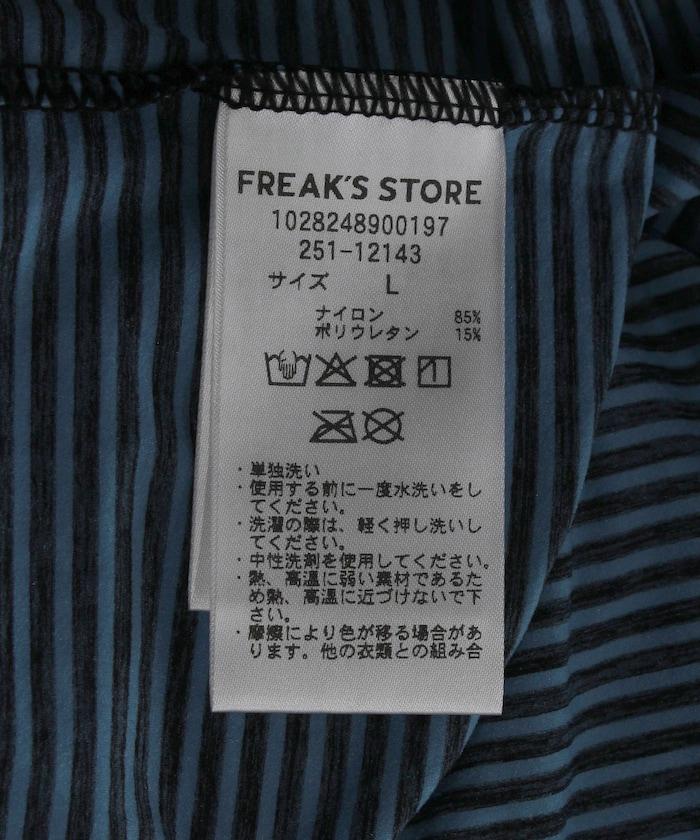 FREAK'S STORE
1028248900197
251-12143
サイズ L
ナイロン 85%
ポリウレタン 15%
・単独洗い
・使用する前に一度水洗いをし
てください。
・洗濯の際は、軽く押し洗いし
てください。
・中性洗剤を使用してください。
・熱、高温に弱い素材であるた
め熱、高温に近づけないで下
さい。
・摩擦により色が移る場合があ
ります。他の衣類との組み合